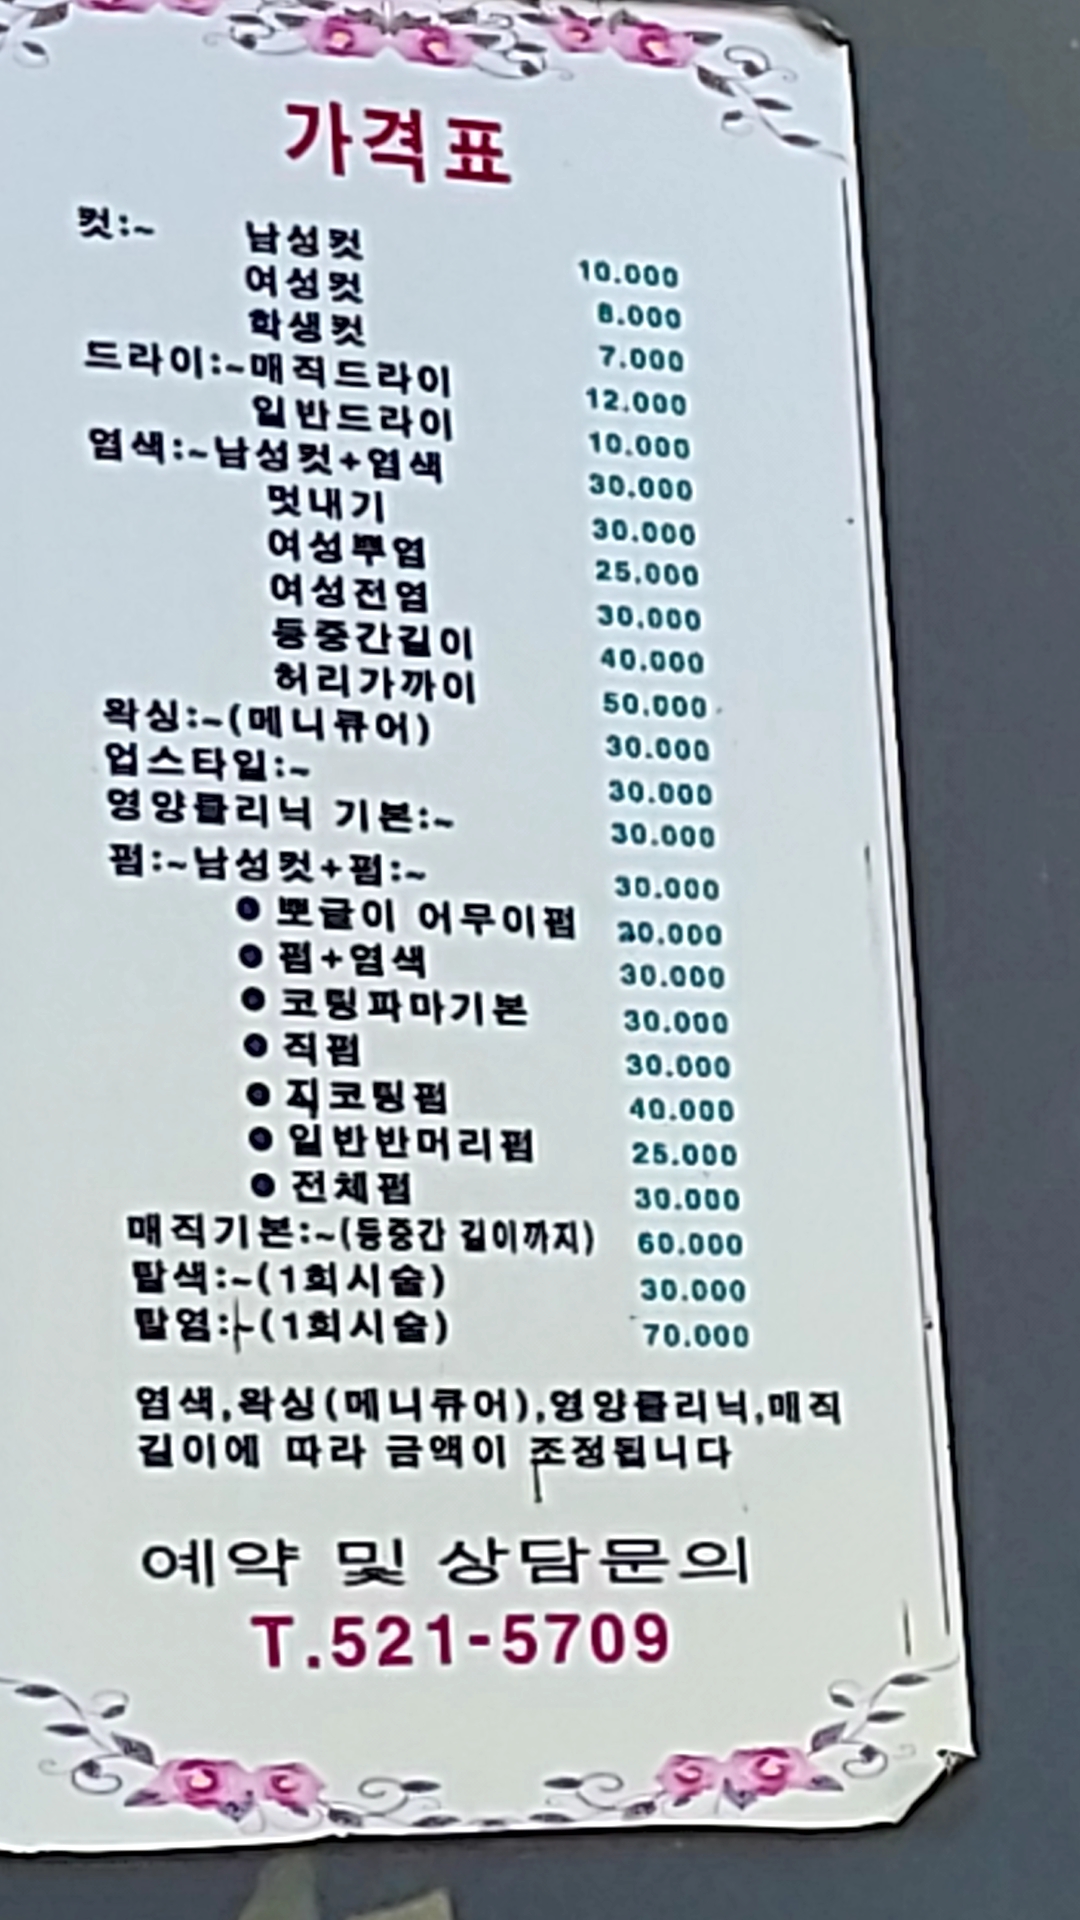 가격표
컷:~ 남성컷 10.000
여성컷 8.000
학생컷 7.000
드라이:~매직드라이 12.000
일반드라이 10.000
염색:~남성컷+염색 30.000
멋내기 30.000
여성뿌염 25.000
여성전염 30.000
등중간길이 40.000
허리가까이 50.000
왁싱:~(메니큐어) 30.000
업스타일:~ 30.000
영양클리닉 기본:~ 30.000
펌:~남성컷+펌:~ 30.000
● 뽀글이 어무이펌 20.000
● 펌+염색 30.000
● 코팅파마기본 30.000
● 직펌 30.000
● 직코팅펌 40.000
● 일반반머리펌 25.000
● 전체펌 30.000
매직기본:~(등중간 길이까지) 60.000
탈색:~(1회시술) 30.000
탈염:~(1회시술) 70.000
염색,왁싱(메니큐어),영양클리닉,매직
길이에 따라 금액이 조정됩니다
예약 및 상담문의
T.521-5709